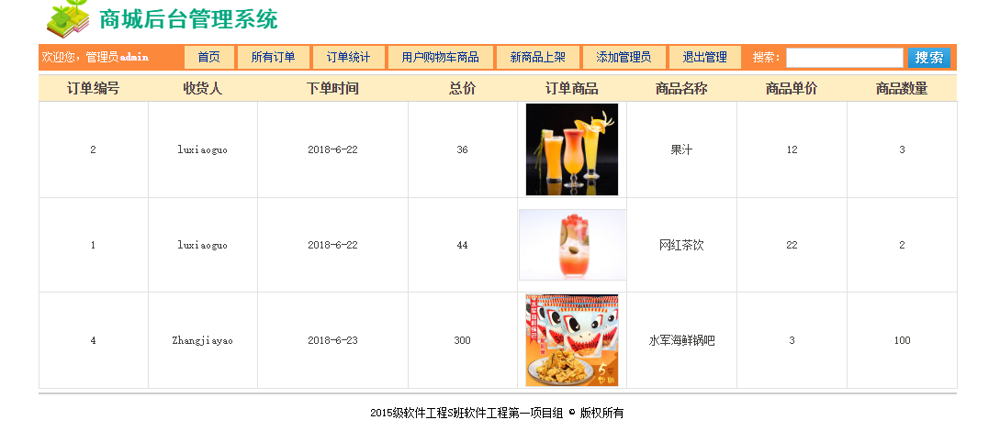 商城后台管理系统
欢迎您，管理员admin 首页 所有订单 订单统计 用户购物车商品 新商品上架 添加管理员 退出管理 搜索： 搜索
订单编号 收货人 下单时间 总价 订单商品 商品名称 商品单价 商品数量
2 luxiaoguo 2018-6-22 36 果汁 12 3
1 luxiaoguo 2018-6-22 44 网红茶饮 22 2
4 Zhangjiayao 2018-6-23 300 水军海鲜锅吧 3 100
2015级软件工程S班软件工程第一项目组 © 版权所有